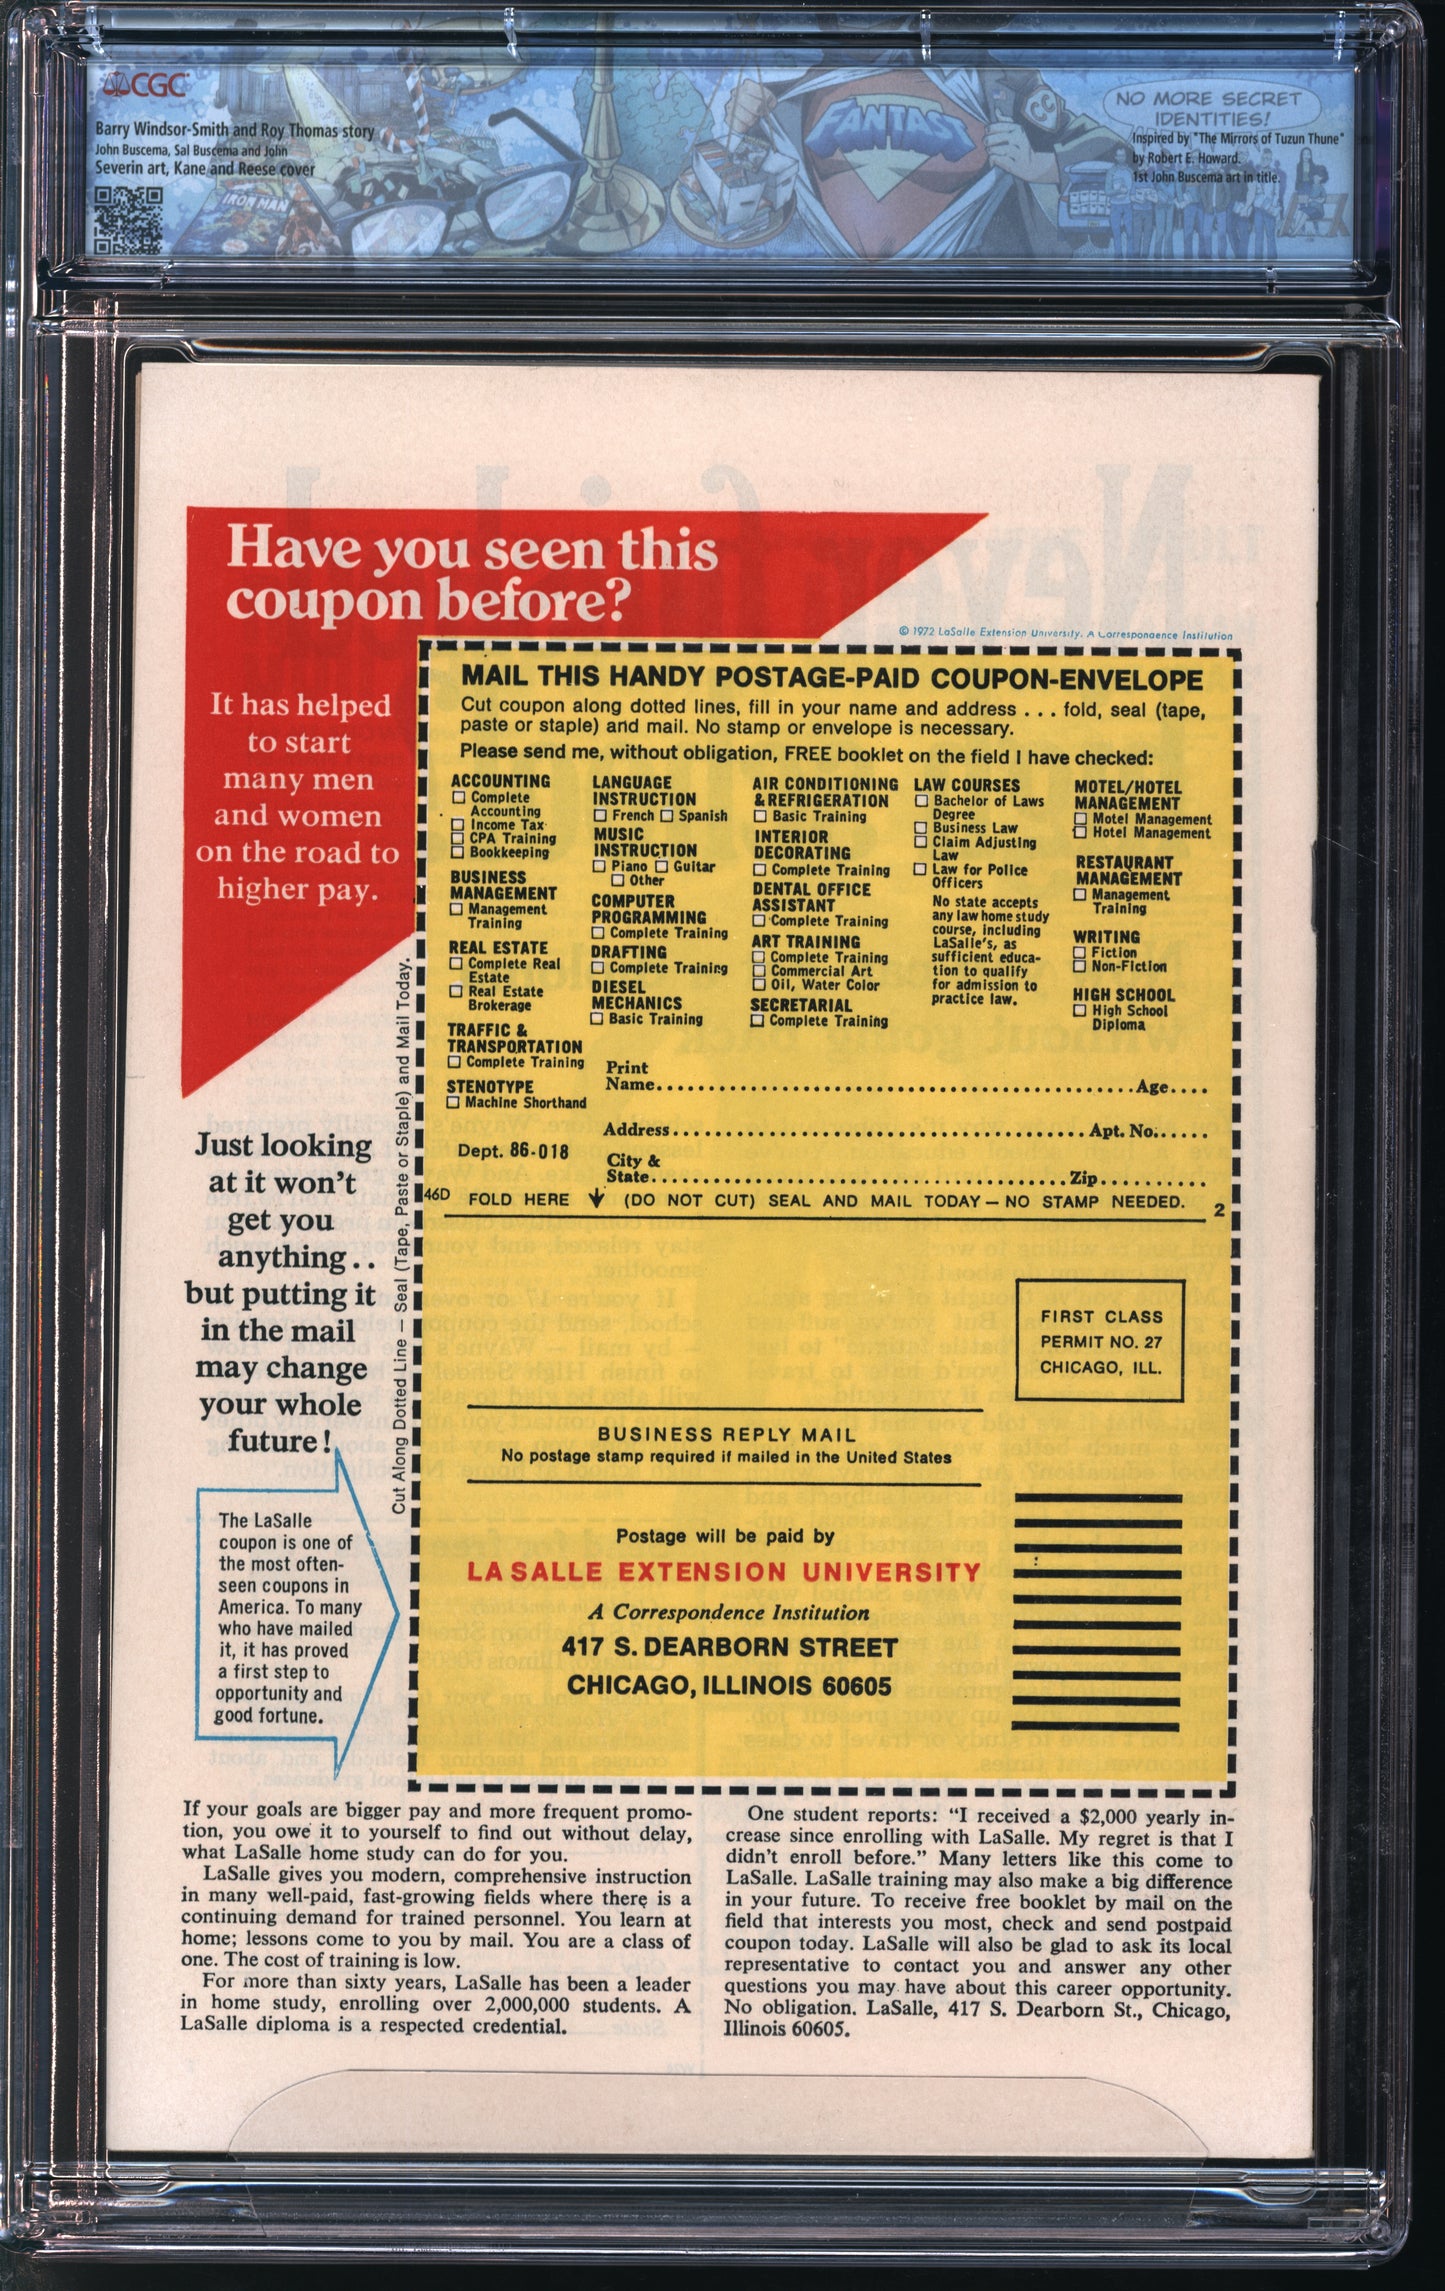 CGC
Barry Windsor-Smith and Roy Thomas story
John Buscema, Sal Buscema and John
Severin art, Kane and Reese cover
IRON MAN
FANTAST
CC
NO MORE SECRET
IDENTITIES!
Inspired by "The Mirrors of Tuzun Thune"
by Robert E. Howard.
1st John Buscema art in title.
Have you seen this
coupon before?
It has helped
to start
many men
and women
on the road to
higher pay.
© 1972 LaSalle Extension University. A Correspondence Institution
MAIL THIS HANDY POSTAGE-PAID COUPON-ENVELOPE
Cut coupon along dotted lines, fill in your name and address . . . fold, seal (tape,
paste or staple) and mail. No stamp or envelope is necessary.
Please send me, without obligation, FREE booklet on the field I have checked:
ACCOUNTING
Complete
Accounting
Income Tax
CPA Training
Bookkeeping
BUSINESS
MANAGEMENT
Management
Training
REAL ESTATE
Complete Real
Estate
Real Estate
Brokerage
TRAFFIC &
TRANSPORTATION
Complete Training
STENOTYPE
Machine Shorthand
LANGUAGE
INSTRUCTION
French Spanish
MUSIC
INSTRUCTION
Piano Guitar
Other
COMPUTER
PROGRAMMING
Complete Training
DRAFTING
Complete Training
DIESEL
MECHANICS
Basic Training
AIR CONDITIONING
& REFRIGERATION
Basic Training
INTERIOR
DECORATING
Complete Training
DENTAL OFFICE
ASSISTANT
Complete Training
ART TRAINING
Complete Training
Commercial Art
Oil, Water Color
SECRETARIAL
Complete Training
LAW COURSES
Bachelor of Laws
Degree
Business Law
Claim Adjusting
Law
Law for Police
Officers
No state accepts
any law home study
course, including
LaSalle's, as
sufficient educa-
tion to qualify
for admission to
practice law.
MOTEL/HOTEL
MANAGEMENT
Motel Management
Hotel Management
RESTAURANT
MANAGEMENT
Management
Training
WRITING
Fiction
Non-Fiction
HIGH SCHOOL
High School
Diploma
Print
Name Age
Address Apt. No.
Dept. 86-018
City &
State Zip
46D FOLD HERE (DO NOT CUT) SEAL AND MAIL TODAY — NO STAMP NEEDED. 2
Cut Along Dotted Line — Seal (Tape, Paste or Staple) and Mail Today.
Just looking
at it won't
get you
anything . .
but putting it
in the mail
may change
your whole
future!
The LaSalle
coupon is one of
the most often-
seen coupons in
America. To many
who have mailed
it, it has proved
a first step to
opportunity and
good fortune.
FIRST CLASS
PERMIT NO. 27
CHICAGO, ILL.
BUSINESS REPLY MAIL
No postage stamp required if mailed in the United States
Postage will be paid by
LA SALLE EXTENSION UNIVERSITY
A Correspondence Institution
417 S. DEARBORN STREET
CHICAGO, ILLINOIS 60605
If your goals are bigger pay and more frequent promo-
tion, you owe it to yourself to find out without delay,
what LaSalle home study can do for you.
LaSalle gives you modern, comprehensive instruction
in many well-paid, fast-growing fields where there is a
continuing demand for trained personnel. You learn at
home; lessons come to you by mail. You are a class of
one. The cost of training is low.
For more than sixty years, LaSalle has been a leader
in home study, enrolling over 2,000,000 students. A
LaSalle diploma is a respected credential.
One student reports: "I received a $2,000 yearly in-
crease since enrolling with LaSalle. My regret is that I
didn't enroll before." Many letters like this come to
LaSalle. LaSalle training may also make a big difference
in your future. To receive free booklet by mail on the
field that interests you most, check and send postpaid
coupon today. LaSalle will also be glad to ask its local
representative to contact you and answer any other
questions you may have about this career opportunity.
No obligation. LaSalle, 417 S. Dearborn St., Chicago,
Illinois 60605.